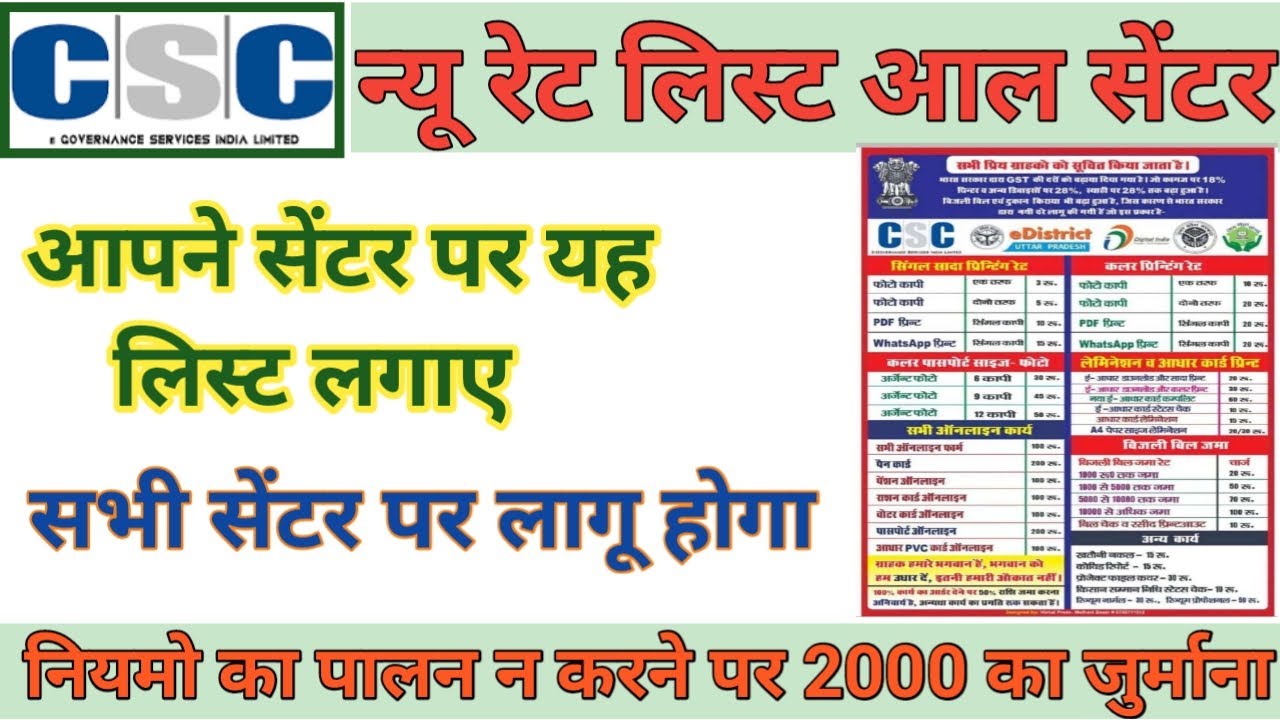 CSC
e GOVERNANCE SERVICES INDIA LIMITED
न्यू रेट लिस्ट आल सेंटर
आपने सेंटर पर यह
लिस्ट लगाए
सभी सेंटर पर लागू होगा
सभी प्रिय ग्राहको को सूचित किया जाता है।
भारत सरकार द्वारा GST की दरों को बढ़ाया दिया गया है। जो कागज पर 18%
प्रिन्टर व अन्य डिवाइसों पर 28%, स्याही पर 28% तक बढ़ा हुआ है।
बिजली बिल एवं दुकान किराया भी बढ़ा हुआ है, जिस कारण से भारत सरकार
द्वारा नयी दरे लागू की गयी हैं जो इस प्रकार है-
CSC
eDistrict
UTTAR PRADESH
Digital India
सिंगल सादा प्रिन्टिंग रेट
फोटो कापी एक तरफ 3 रू.
फोटो कापी दोनो तरफ 5 रू.
PDF प्रिन्ट सिंगल कापी 10 रू.
WhatsApp प्रिन्ट सिंगल कापी 15 रू.
कलर प्रिन्टिंग रेट
फोटो कापी एक तरफ 10 रू.
फोटो कापी दोनो तरफ 20 रू.
PDF प्रिन्ट सिंगल कापी 20 रू.
WhatsApp प्रिन्ट सिंगल कापी 20 रू.
कलर पासपोर्ट साइज- फोटो
अर्जेन्ट फोटो 6 कापी 30 रू.
अर्जेन्ट फोटो 9 कापी 45 रू.
अर्जेन्ट फोटो 12 कापी 50 रू.
लेमिनेशन व आधार कार्ड प्रिन्ट
ई- आधार डाउनलोड और सादा प्रिन्ट 20 रू.
ई- आधार डाउनलोड और कलर प्रिन्ट 30 रू.
नया ई- आधार कार्ड कम्पलिट 60 रू.
ई -आधार कार्ड स्टेटस चेक 10 रू.
आधार कार्ड लेमिनेशन 15 रू.
A4 पेपर साइज लेमिनेशन 20/30 रू.
सभी ऑनलाइन कार्य
सभी ऑनलाइन फार्म 100 रू.
पैन कार्ड 200 रू.
पेंशन ऑनलाइन 100 रू.
राशन कार्ड ऑनलाइन 100 रू.
वोटर कार्ड ऑनलाइन 100 रू.
पासपोर्ट ऑनलाइन 200 रू.
आधार PVC कार्ड ऑनलाइन 100 रू.
बिजली बिल जमा
बिजली बिल जमा रेट चार्ज
1000 रू0 तक जमा 20 रू.
1000 से 5000 तक जमा 50 रू.
5000 से 10000 तक जमा 70 रू.
10000 से अधिक जमा 100 रू.
बिल चेक व रसीद प्रिन्टआउट 10 रू.
अन्य कार्य
खतौनी नकल - 15 रू.
कोविड रिपोर्ट - 15 रू.
प्रोजेक्ट फाइल कवर - 30 रू.
किसान सम्मान निधि स्टेटस चेक- 10 रू.
रिज्यूम नार्मल - 30 रू., रिज्यूम प्रोफेशनल - 50 रू.
ग्राहक हमारे भगवान हैं, भगवान को
हम उधार दें, इतनी हमारी औकात नहीं।
100% कार्य का आर्डर देने पर 50% राशि जमा करना
अनिवार्य है, अन्यथा कार्य का प्रगति रूक सकता है।
नियमो का पालन न करने पर 2000 का जुर्माना